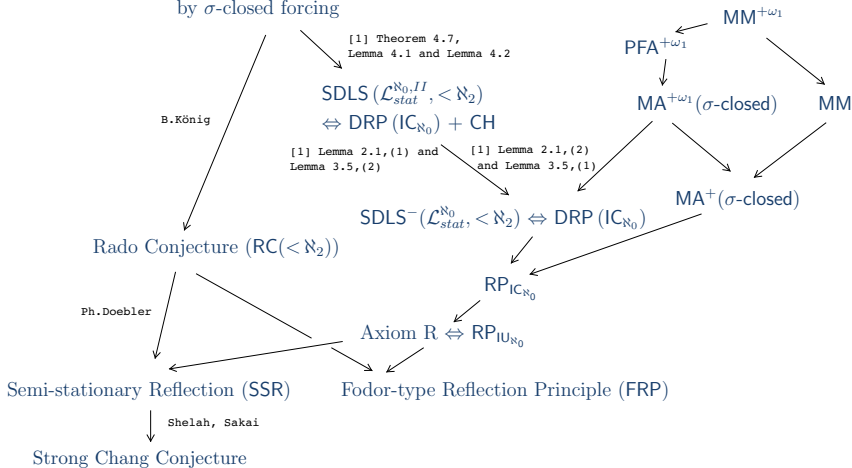 by σ-closed forcing
MM^{+ω₁}
[1] Theorem 4.7,
Lemma 4.1 and Lemma 4.2
PFA^{+ω₁}
SDLS (ℒ_{stat}^{ℵ₀,II}, < ℵ₂)
⇔ DRP (IC_{ℵ₀}) + CH
MA^{+ω₁}(σ-closed)
MM
B.König
[1] Lemma 2.1,(1) and
Lemma 3.5,(2)
[1] Lemma 2.1,(2)
and Lemma 3.5,(1)
MA⁺(σ-closed)
SDLS⁻(ℒ_{stat}^{ℵ₀}, < ℵ₂) ⇔ DRP (IC_{ℵ₀})
Rado Conjecture (RC(< ℵ₂))
RP_{IC_{ℵ₀}}
Ph.Doebler
Axiom R ⇔ RP_{IU_{ℵ₀}}
Semi-stationary Reflection (SSR)
Fodor-type Reflection Principle (FRP)
Shelah, Sakai
Strong Chang Conjecture